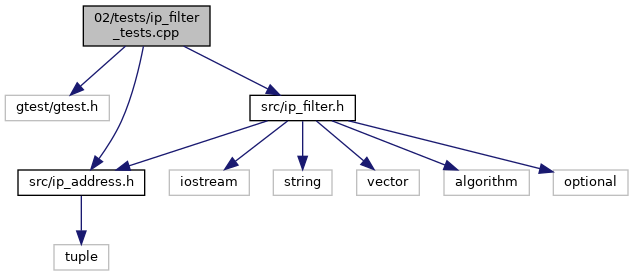 02/tests/ip_filter
_tests.cpp
gtest/gtest.h
src/ip_filter.h
src/ip_address.h
iostream
string
vector
algorithm
optional
tuple